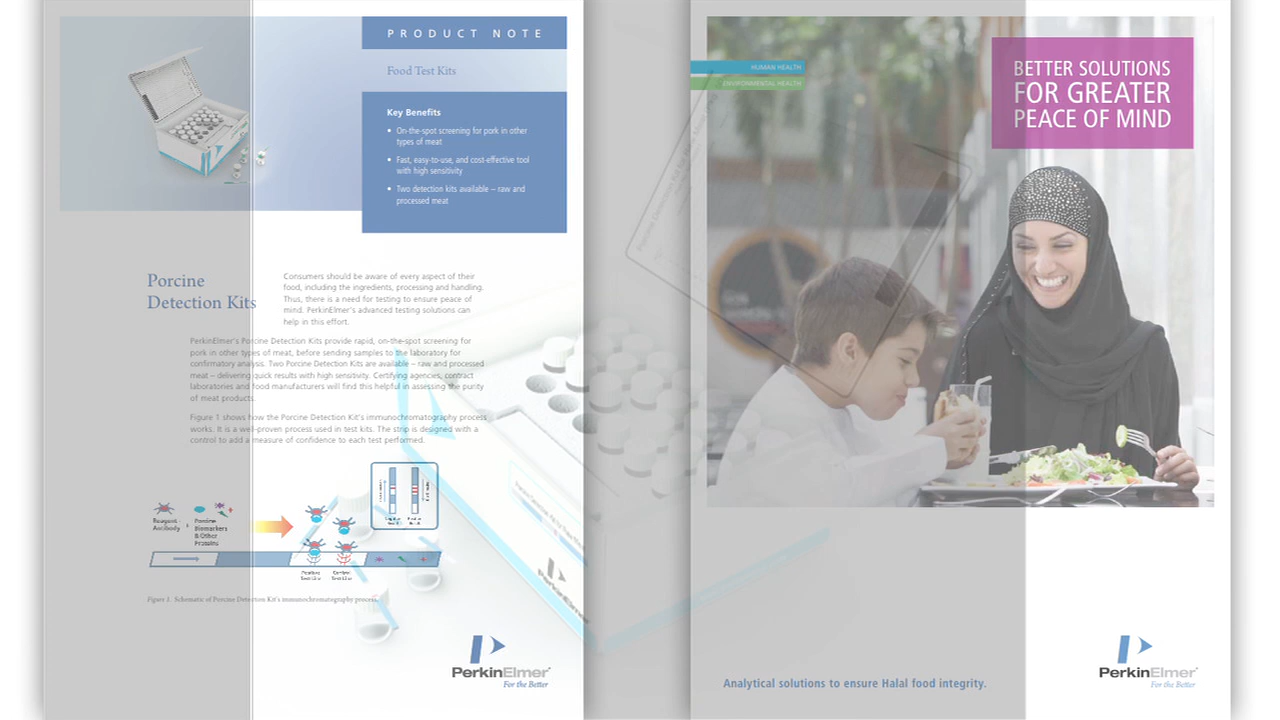 PRODUCT NOTE
Food Test Kits
Key Benefits
• On-the-spot screening for pork in other
types of meat
• Fast, easy-to-use, and cost-effective tool
with high sensitivity
• Two detection kits available – raw and
processed meat
Porcine
Detection Kits
Consumers should be aware of every aspect of their
food, including the ingredients, processing and handling.
Thus, there is a need for testing to ensure peace of
mind. PerkinElmer's advanced testing solutions can
help in this effort.
PerkinElmer's Porcine Detection Kits provide rapid, on-the-spot screening for
pork in other types of meat, before sending samples to the laboratory for
confirmatory analysis. Two Porcine Detection Kits are available – raw and processed
meat – delivering quick results with high sensitivity. Certifying agencies, contract
laboratories and food manufacturers will find this helpful in assessing the purity
of meat products.
Figure 1 shows how the Porcine Detection Kit's immunochromatography process
works. It is a well-proven process used in test kits. The strip is designed with a
control to add a measure of confidence to each test performed.
Reagent
Antibody
+
Porcine
Biomarkers
& Other
Proteins
Positive
Control
Figure 1. Schematic of Porcine Detection Kit's immunochromatography process.
PerkinElmer
For the Better
HUMAN HEALTH
ENVIRONMENTAL HEALTH
BETTER SOLUTIONS
FOR GREATER
PEACE OF MIND
Analytical solutions to ensure Halal food integrity.
PerkinElmer
For the Better